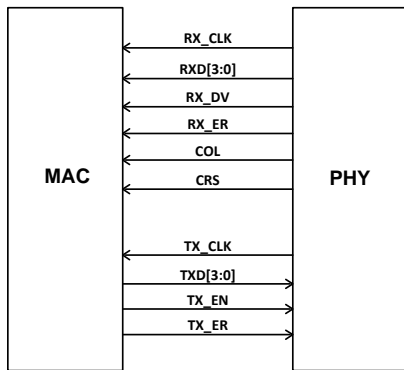 RX_CLK
RXD[3:0]
RX_DV
RX_ER
COL
MAC
PHY
CRS
TX_CLK
TXD[3:0]
TX_EN
TX_ER